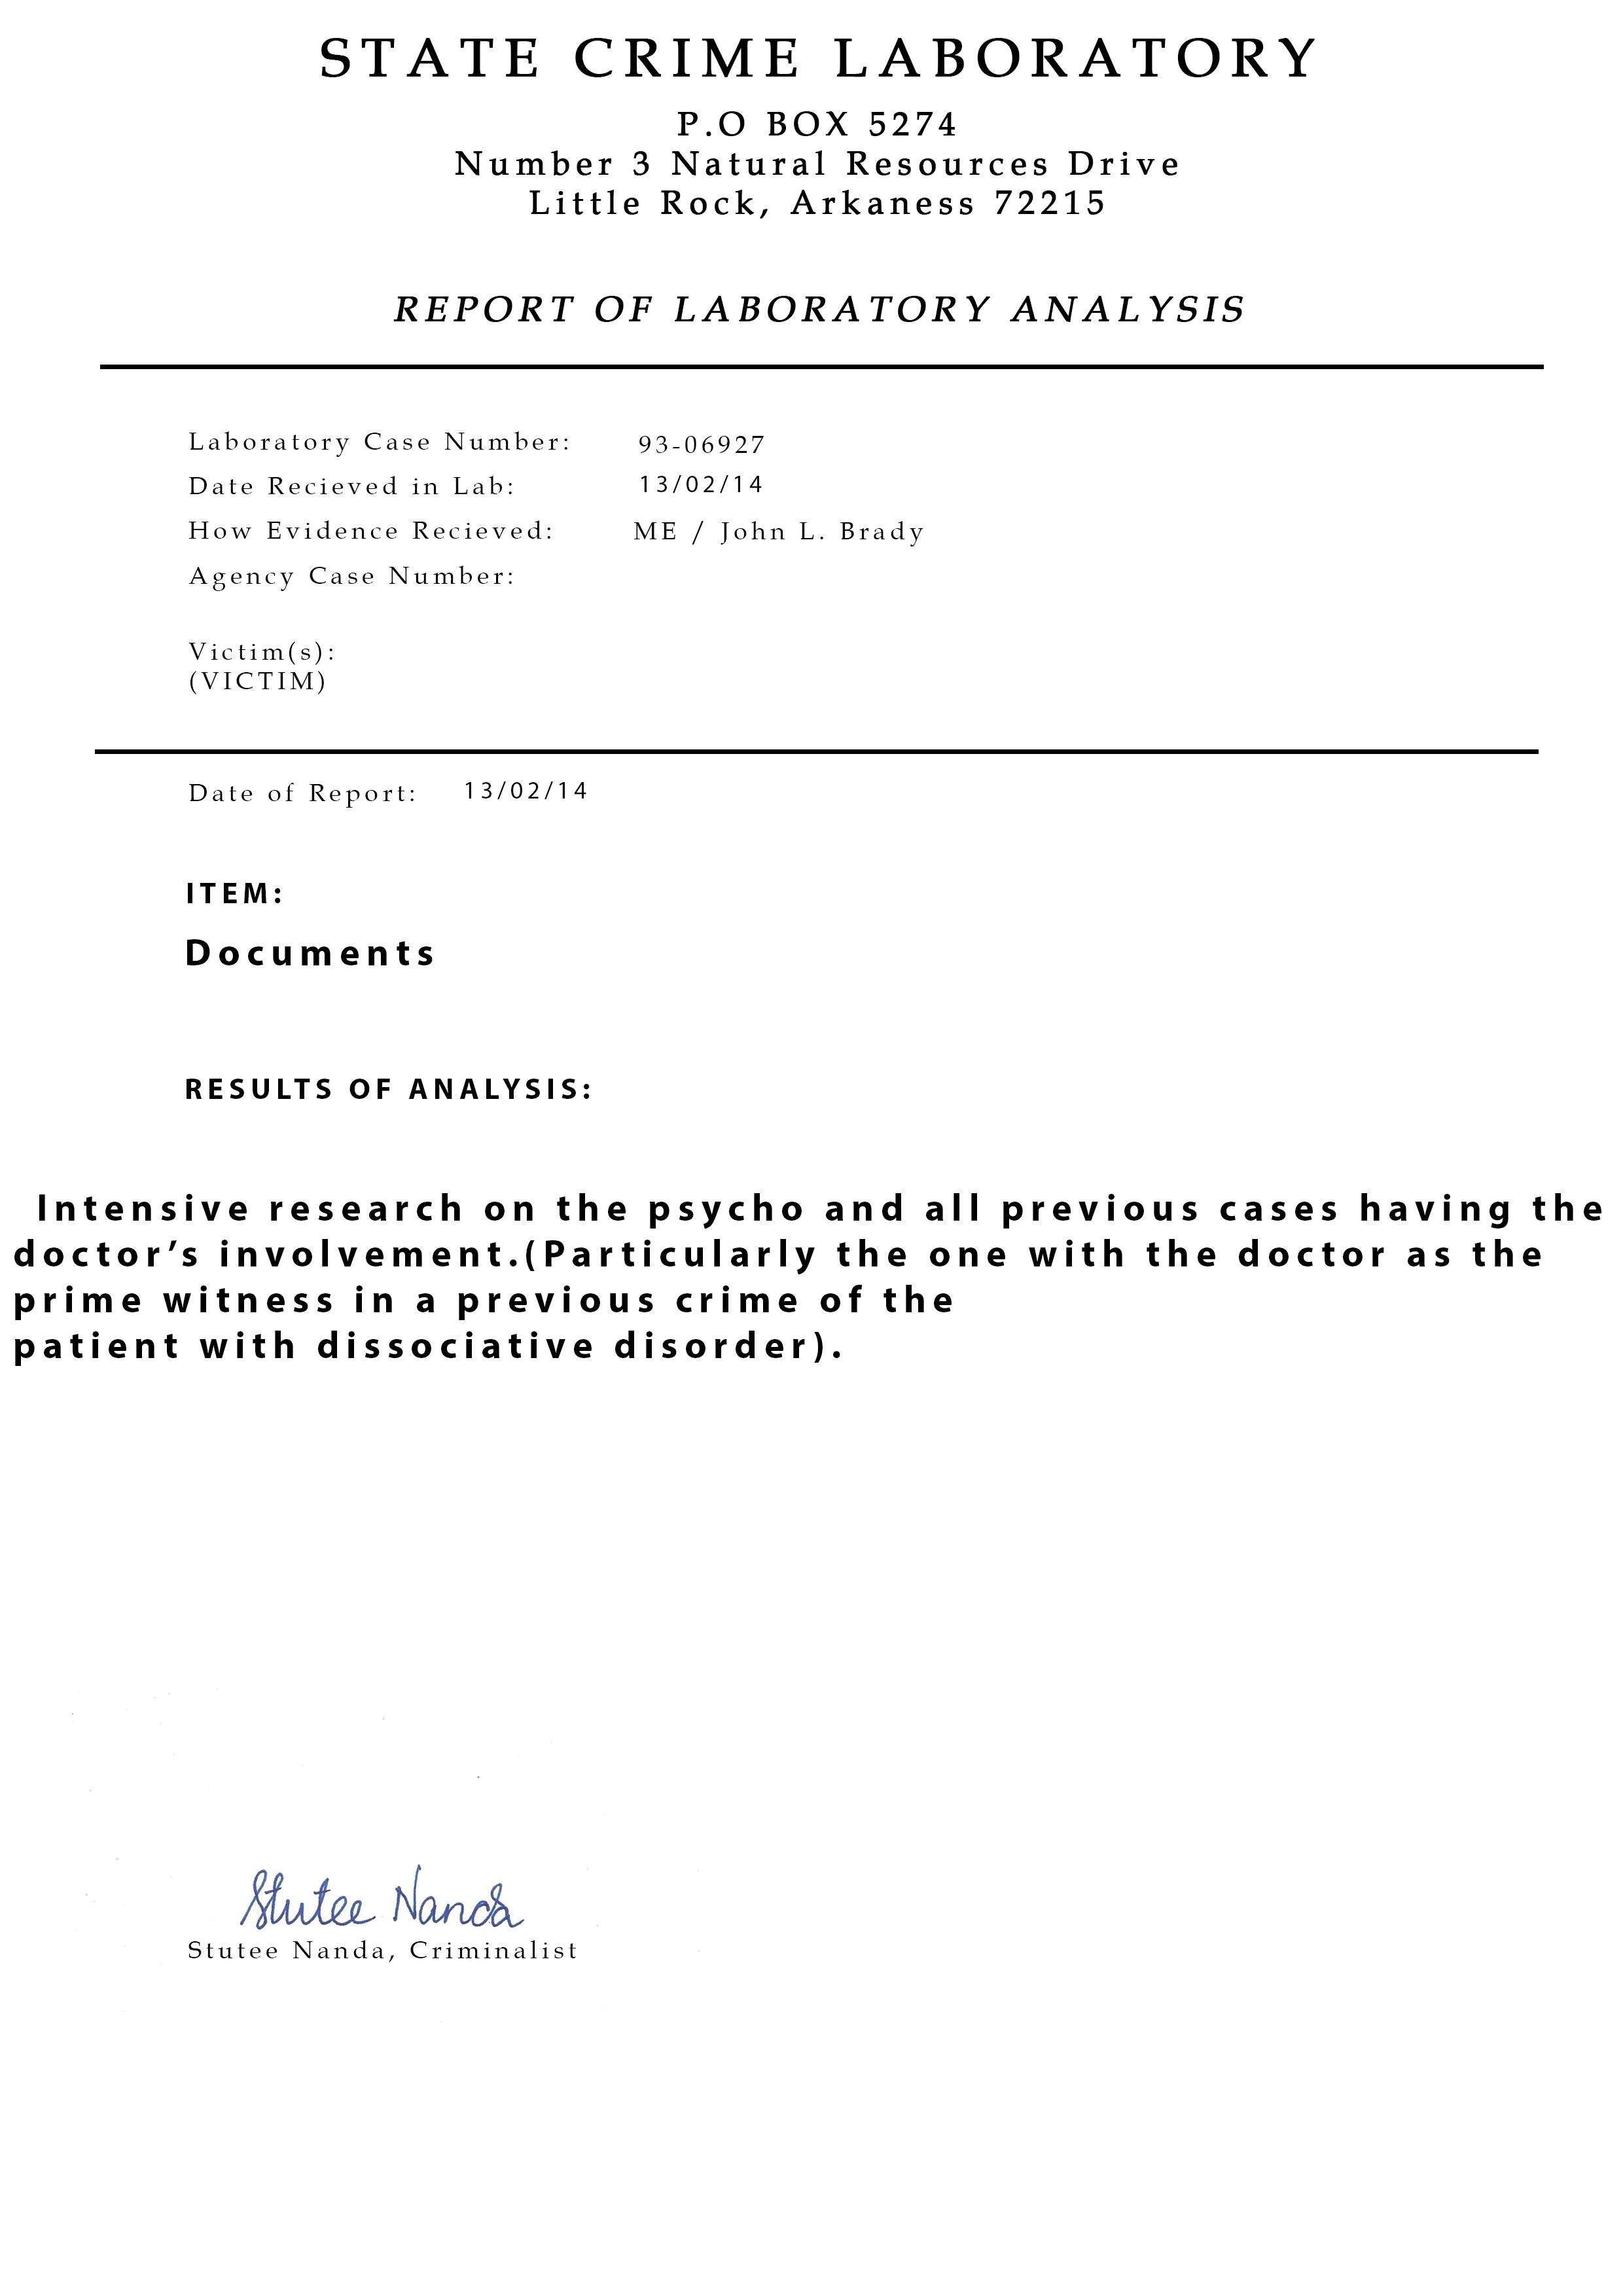 STATE CRIME LABORATORY
P.O BOX 5274
Number 3 Natural Resources Drive
Little Rock, Arkaness 72215
REPORT OF LABORATORY ANALYSIS
Laboratory Case Number: 93-06927
Date Recieved in Lab: 13/02/14
How Evidence Recieved: ME / John L. Brady
Agency Case Number:
Victim(s):
(VICTIM)
Date of Report: 13/02/14
ITEM:
Documents
RESULTS OF ANALYSIS:
Intensive research on the psycho and all previous cases having the
doctor’s involvement.(Particularly the one with the doctor as the
prime witness in a previous crime of the
patient with dissociative disorder).
Stutee Nanda
Stutee Nanda, Criminalist